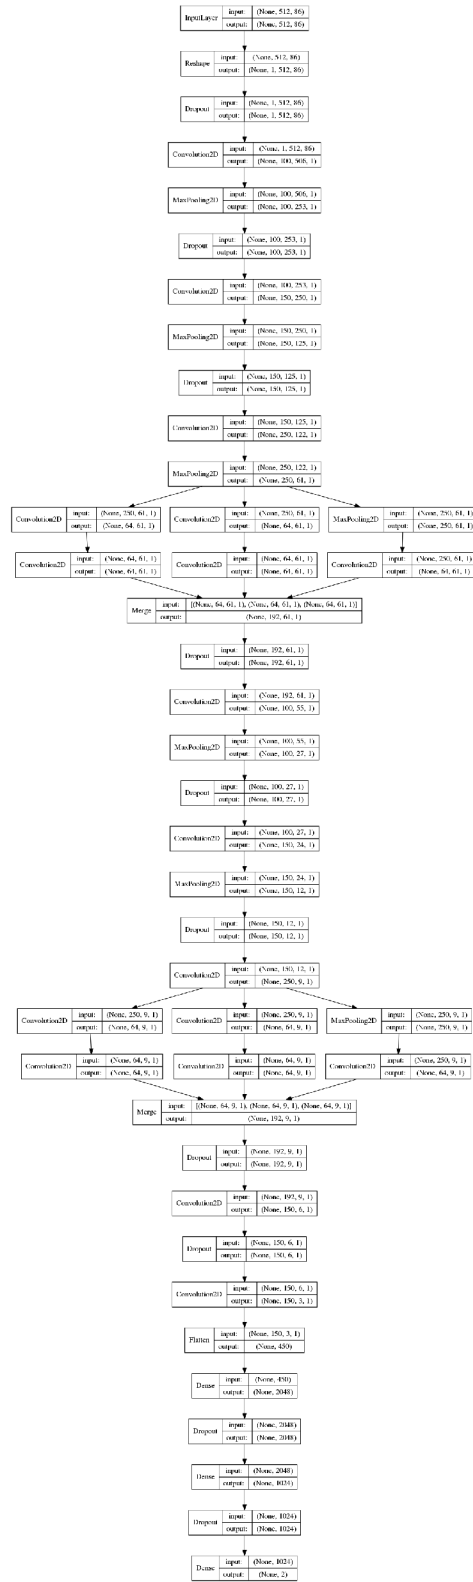 InputLayer input: (None, 512, 86)
output: (None, 512, 86)
Reshape input: (None, 512, 86)
output: (None, 1, 512, 86)
Dropout input: (None, 1, 512, 86)
output: (None, 1, 512, 86)
Convolution2D input: (None, 1, 512, 86)
output: (None, 100, 506, 1)
MaxPooling2D input: (None, 100, 506, 1)
output: (None, 100, 253, 1)
Dropout input: (None, 100, 253, 1)
output: (None, 100, 253, 1)
Convolution2D input: (None, 100, 253, 1)
output: (None, 150, 250, 1)
MaxPooling2D input: (None, 150, 250, 1)
output: (None, 150, 125, 1)
Dropout input: (None, 150, 125, 1)
output: (None, 150, 125, 1)
Convolution2D input: (None, 150, 125, 1)
output: (None, 250, 122, 1)
MaxPooling2D input: (None, 250, 122, 1)
output: (None, 250, 61, 1)
Convolution2D input: (None, 250, 61, 1)
output: (None, 64, 61, 1)
Convolution2D input: (None, 250, 61, 1)
output: (None, 64, 61, 1)
MaxPooling2D input: (None, 250, 61, 1)
output: (None, 250, 61, 1)
Convolution2D input: (None, 64, 61, 1)
output: (None, 64, 61, 1)
Convolution2D input: (None, 64, 61, 1)
output: (None, 64, 61, 1)
Convolution2D input: (None, 250, 61, 1)
output: (None, 64, 61, 1)
Merge input: [(None, 64, 61, 1), (None, 64, 61, 1), (None, 64, 61, 1)]
output: (None, 192, 61, 1)
Dropout input: (None, 192, 61, 1)
output: (None, 192, 61, 1)
Convolution2D input: (None, 192, 61, 1)
output: (None, 100, 55, 1)
MaxPooling2D input: (None, 100, 55, 1)
output: (None, 100, 27, 1)
Dropout input: (None, 100, 27, 1)
output: (None, 100, 27, 1)
Convolution2D input: (None, 100, 27, 1)
output: (None, 150, 24, 1)
MaxPooling2D input: (None, 150, 24, 1)
output: (None, 150, 12, 1)
Dropout input: (None, 150, 12, 1)
output: (None, 150, 12, 1)
Convolution2D input: (None, 150, 12, 1)
output: (None, 250, 9, 1)
Convolution2D input: (None, 250, 9, 1)
output: (None, 64, 9, 1)
Convolution2D input: (None, 250, 9, 1)
output: (None, 64, 9, 1)
MaxPooling2D input: (None, 250, 9, 1)
output: (None, 250, 9, 1)
Convolution2D input: (None, 64, 9, 1)
output: (None, 64, 9, 1)
Convolution2D input: (None, 64, 9, 1)
output: (None, 64, 9, 1)
Convolution2D input: (None, 250, 9, 1)
output: (None, 64, 9, 1)
Merge input: [(None, 64, 9, 1), (None, 64, 9, 1), (None, 64, 9, 1)]
output: (None, 192, 9, 1)
Dropout input: (None, 192, 9, 1)
output: (None, 192, 9, 1)
Convolution2D input: (None, 192, 9, 1)
output: (None, 150, 6, 1)
Dropout input: (None, 150, 6, 1)
output: (None, 150, 6, 1)
Convolution2D input: (None, 150, 6, 1)
output: (None, 150, 3, 1)
Flatten input: (None, 150, 3, 1)
output: (None, 450)
Dense input: (None, 450)
output: (None, 2048)
Dropout input: (None, 2048)
output: (None, 2048)
Dense input: (None, 2048)
output: (None, 1024)
Dropout input: (None, 1024)
output: (None, 1024)
Dense input: (None, 1024)
output: (None, 2)